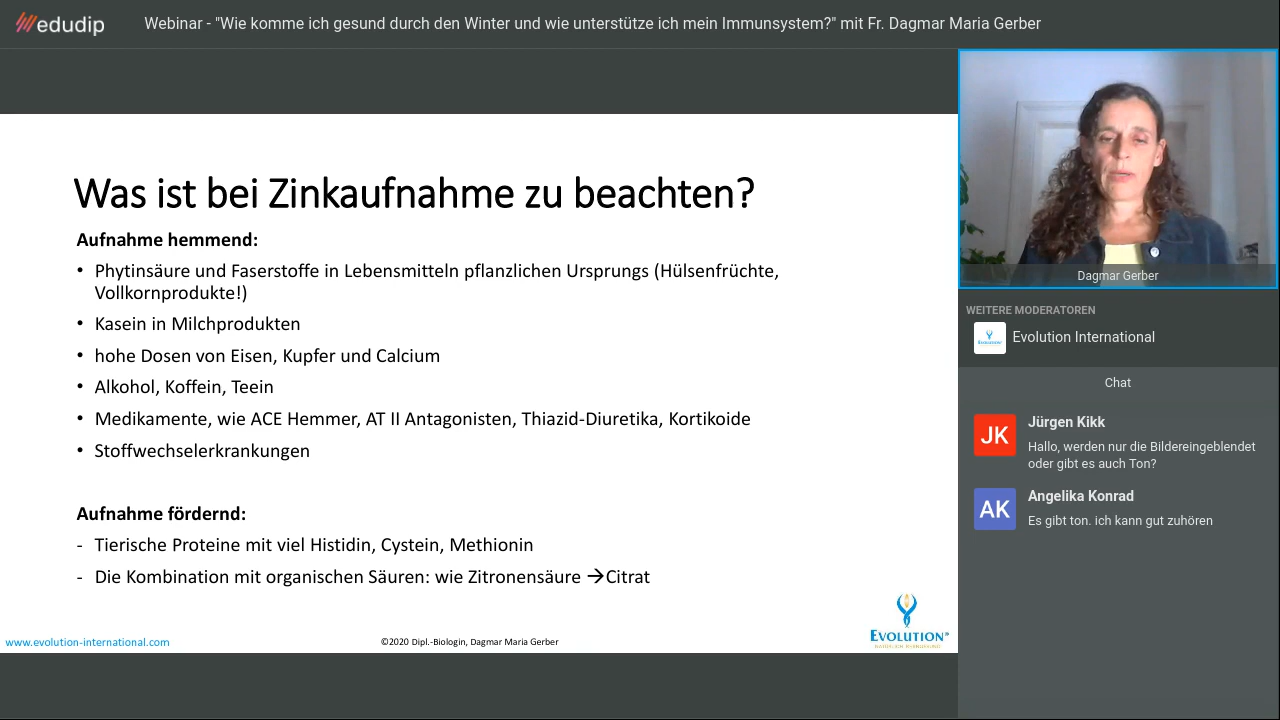 edudip
Webinar - "Wie komme ich gesund durch den Winter und wie unterstütze ich mein Immunsystem?" mit Fr. Dagmar Maria Gerber
Was ist bei Zinkaufnahme zu beachten?
Aufnahme hemmend:
• Phytinsäure und Faserstoffe in Lebensmitteln pflanzlichen Ursprungs (Hülsenfrüchte,
Vollkornprodukte!)
• Kasein in Milchprodukten
• hohe Dosen von Eisen, Kupfer und Calcium
• Alkohol, Koffein, Teein
• Medikamente, wie ACE Hemmer, AT II Antagonisten, Thiazid-Diuretika, Kortikoide
• Stoffwechselerkrankungen
Aufnahme fördernd:
- Tierische Proteine mit viel Histidin, Cystein, Methionin
- Die Kombination mit organischen Säuren: wie Zitronensäure →Citrat
www.evolution-international.com
©2020 Dipl.-Biologin, Dagmar Maria Gerber
EVOLUTION®
Dagmar Gerber
WEITERE MODERATOREN
Evolution International
Chat
JK
Jürgen Kikk
Hallo, werden nur die Bildereingeblendet
oder gibt es auch Ton?
AK
Angelika Konrad
Es gibt ton. ich kann gut zuhören